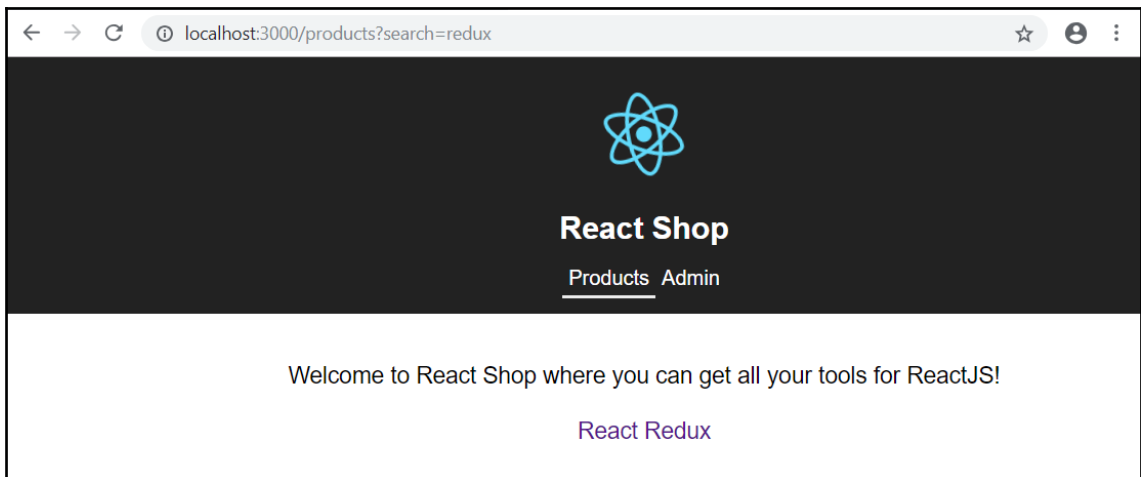 localhost:3000/products?search=redux
React Shop
Products Admin
Welcome to React Shop where you can get all your tools for ReactJS!
React Redux